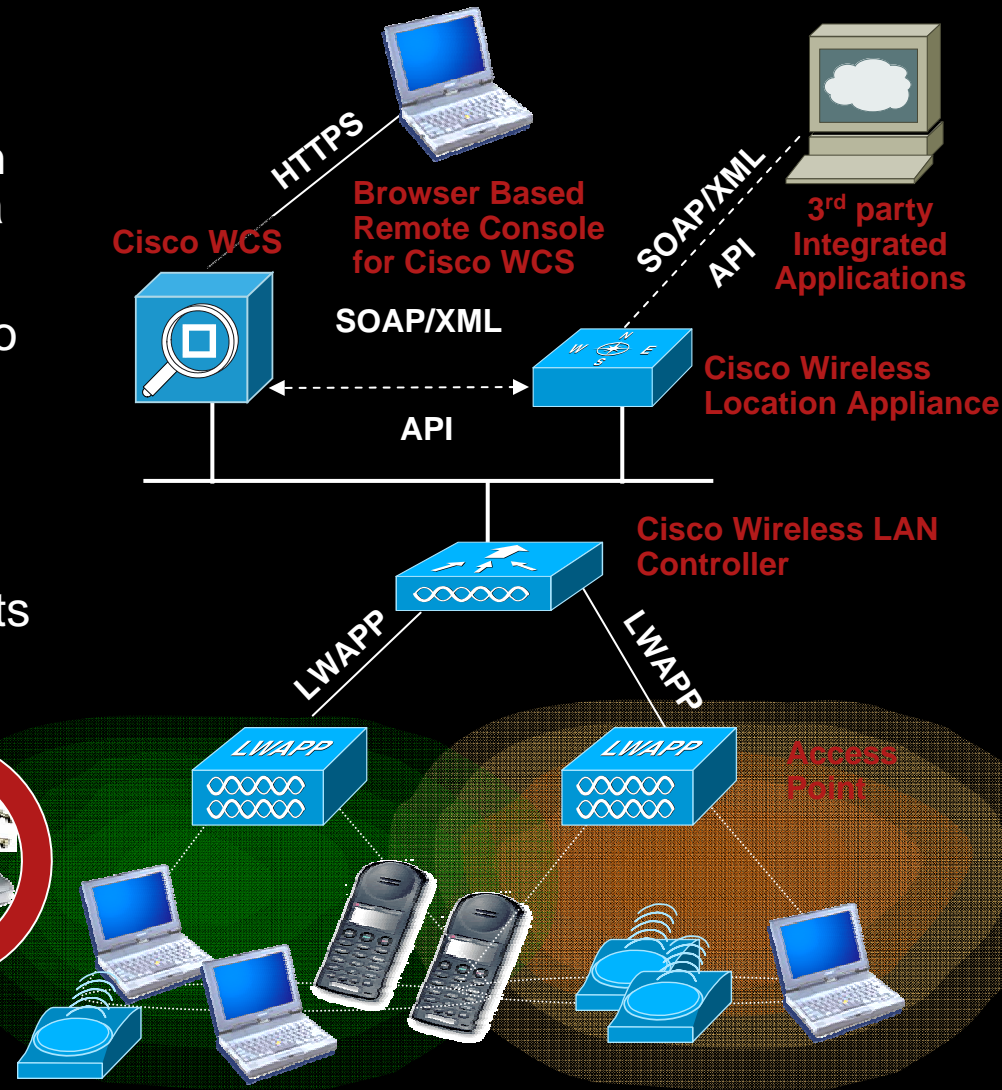 HTTPS
Browser Based
Remote Console
for Cisco WCS
Cisco WCS
SOAP/XML
API
3rd party
Integrated
Applications
SOAP/XML
API
N
W
E
S
Cisco Wireless
Location Appliance
Cisco Wireless LAN
Controller
ts
LWAPP
LWAPP
LWAPP
LWAPP
Access
Point